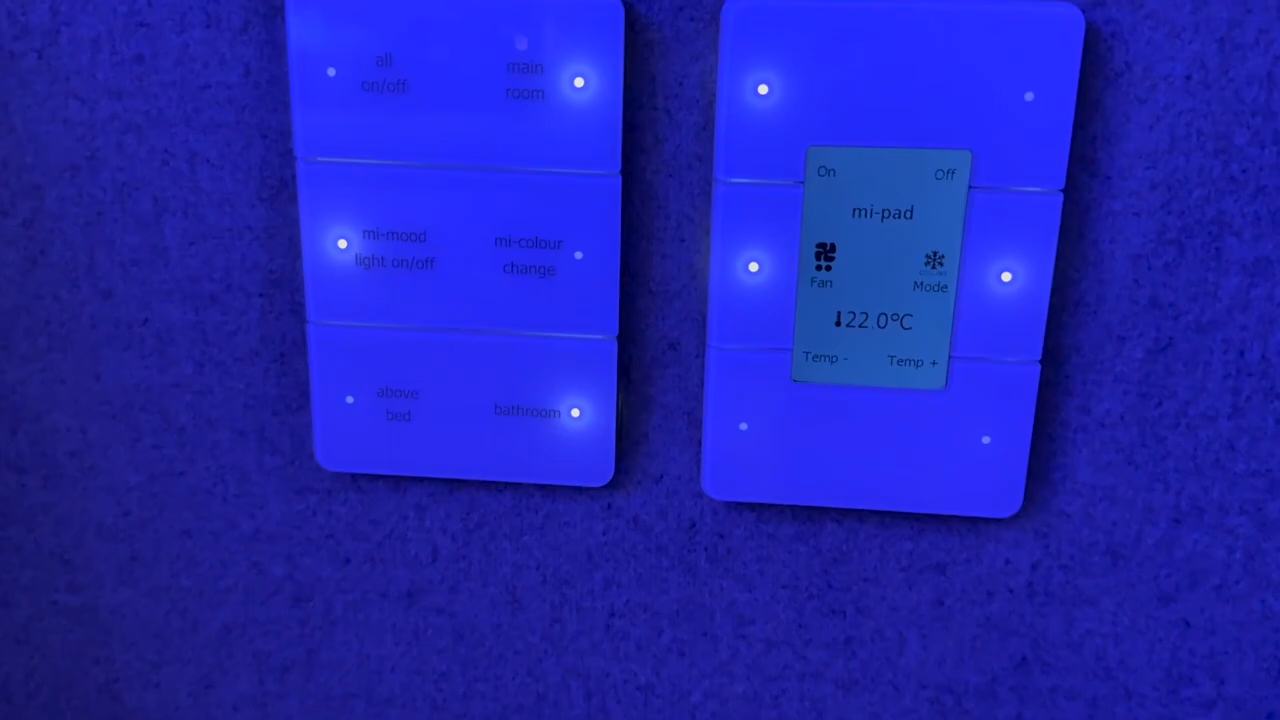 all
on/off
main
room
mi-mood
light on/off
mi-colour
change
above
bed
bathroom
On Off
mi-pad
Fan
Mode
22.0°C
Temp - Temp +